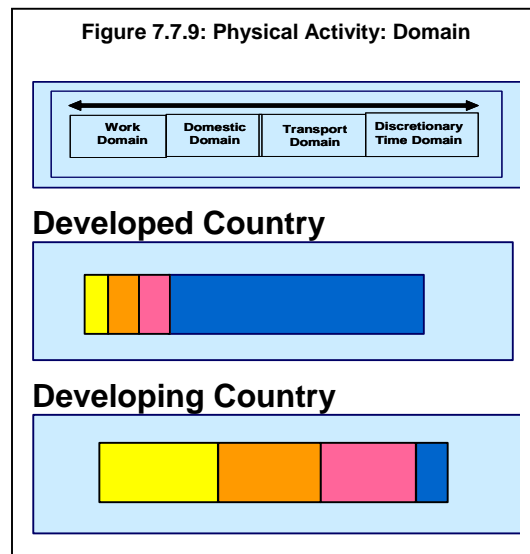 Figure 7.7.9: Physical Activity: Domain
Work Domain
Domestic Domain
Transport Domain
Discretionary Time Domain
Developed Country
Developing Country